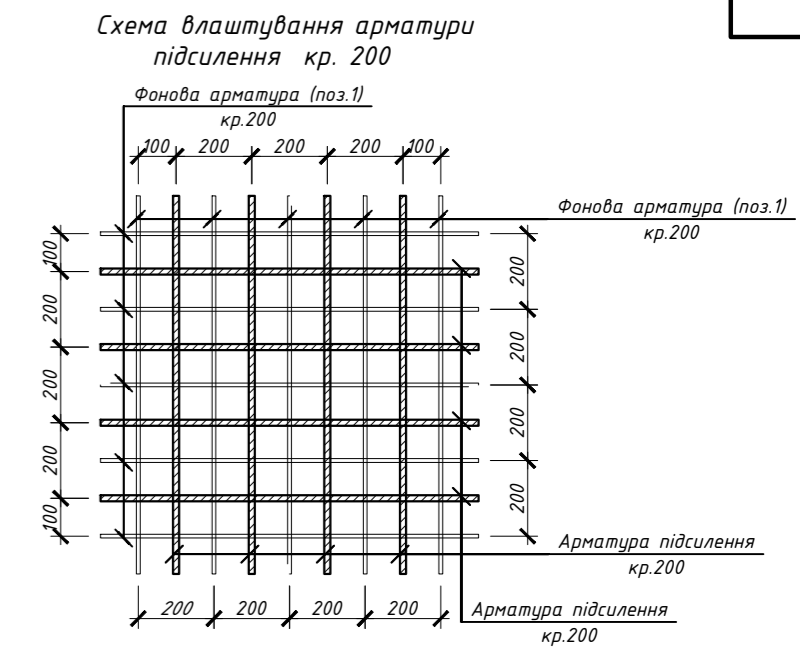 Схема влаштування арматури
підсилення кр. 200
Фонова арматура (поз.1)
кр.200
100 200 200 200 100
Фонова арматура (поз.1)
кр.200
100
200
200
200
100
200
200
200
200
Арматура підсилення
кр.200
200 200 200 200
Арматура підсилення
кр.200